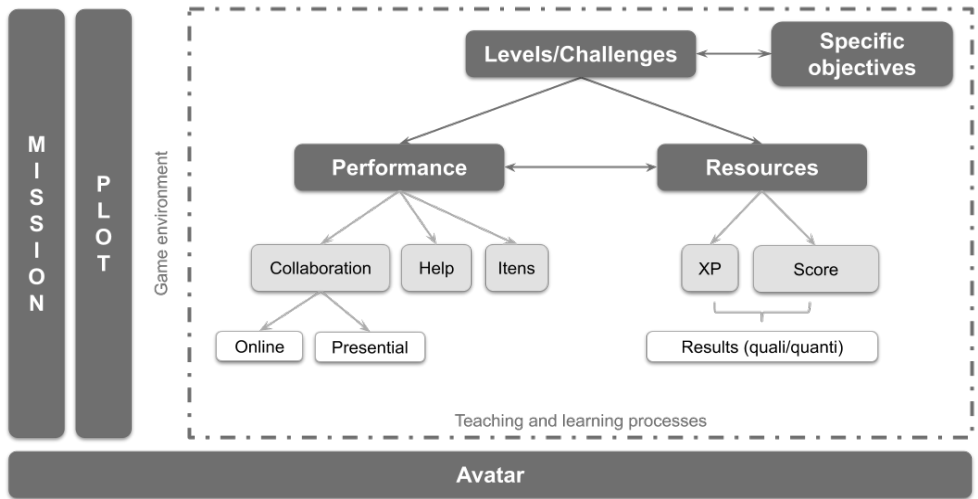 MISSION
PLOT
Game environment
Levels/Challenges
Specific
objectives
Performance
Resources
Collaboration
Help
Itens
XP
Score
Online
Presential
Results (quali/quanti)
Teaching and learning processes
Avatar